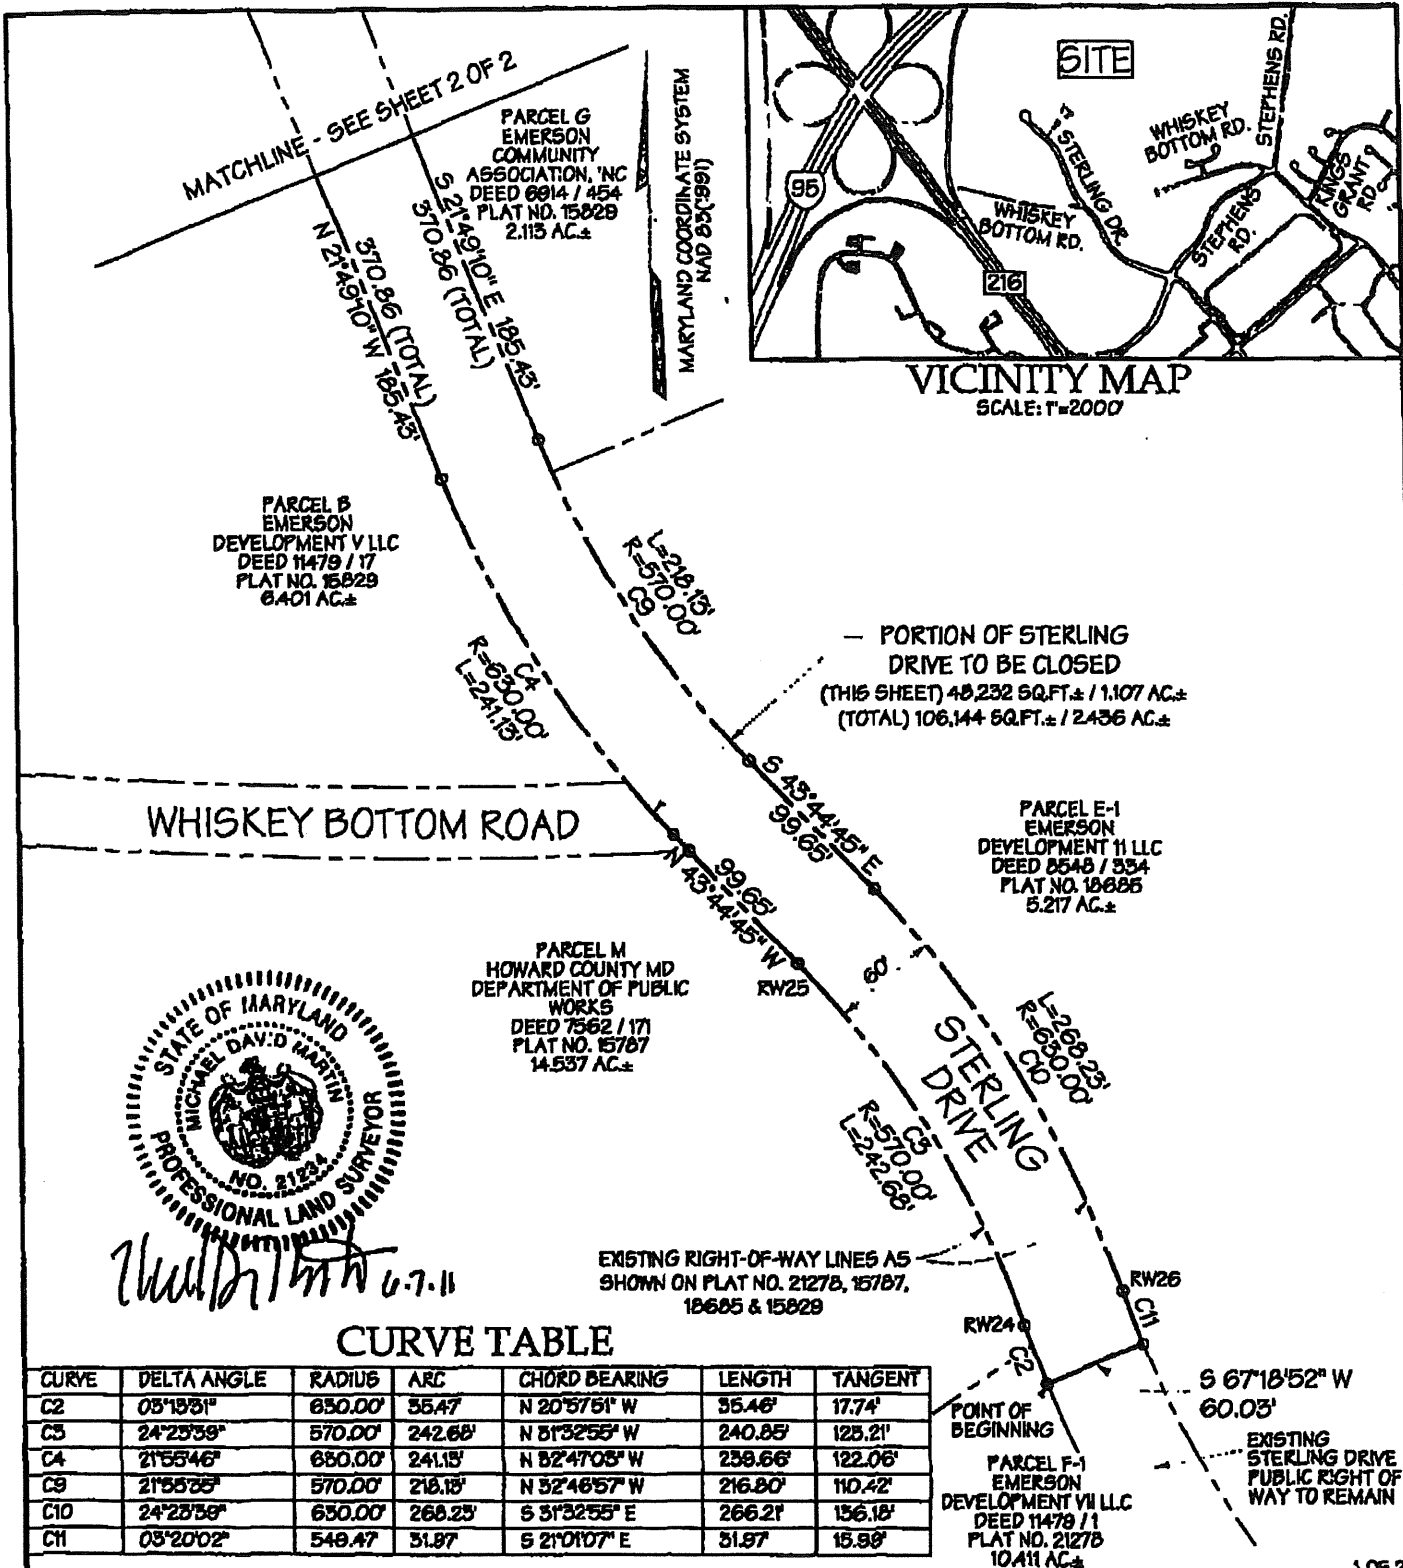 MATCHLINE - SEE SHEET 2 OF 2
PARCEL G
EMERSON
COMMUNITY
ASSOCIATION, 'NC
DEED 6914 / 454
PLAT NO. 15829
2.113 AC.±
MARYLAND COORDINATE SYSTEM
NAD 83('991)
SITE
95
216
WHISKEY
BOTTOM RD.
STERLING DR.
WHISKEY
BOTTOM RD.
STEPHENS RD.
STEPHENS
RD.
KINGS
GRANT
RD.
VICINITY MAP
SCALE: 1"=2000'
S 21°49'10" E 185.43'
370.86 (TOTAL)
370.86 (TOTAL)
N 21°49'10" W 185.43'
PARCEL B
EMERSON
DEVELOPMENT V LLC
DEED 11479 / 17
PLAT NO. 15829
6.401 AC.±
L=218.13'
R=570.00'
C9
C4
R=630.00'
L=241.13'
— PORTION OF STERLING
DRIVE TO BE CLOSED
(THIS SHEET) 48,232 SQ.FT.± / 1.107 AC.±
(TOTAL) 106,144 SQ.FT.± / 2.436 AC.±
WHISKEY BOTTOM ROAD
S 43°44'45" E
99.65'
99.65'
N 43°44'45" W
PARCEL E-1
EMERSON
DEVELOPMENT 11 LLC
DEED 8548 / 334
PLAT NO. 18685
5.217 AC.±
PARCEL M
HOWARD COUNTY MD
DEPARTMENT OF PUBLIC
WORKS
DEED 7562 / 171
PLAT NO. 15787
14.537 AC.±
RW25
60'
STERLING
DRIVE
L=268.23'
R=630.00'
C10
C3
R=570.00'
L=242.68'
STATE OF MARYLAND
MICHAEL DAV:D MARTIN
NO. 21234
PROFESSIONAL LAND SURVEYOR
6.7.11
EXISTING RIGHT-OF-WAY LINES AS
SHOWN ON PLAT NO. 21278, 15787,
18685 & 15829
RW26
C11
RW24
C2
S 67°18'52" W
60.03'
POINT OF
BEGINNING
EXISTING
STERLING DRIVE
PUBLIC RIGHT OF
WAY TO REMAIN
PARCEL F-1
EMERSON
DEVELOPMENT VII LLC
DEED 11479 / 1
PLAT NO. 21278
10.411 AC.±
CURVE TABLE
CURVE DELTA ANGLE RADIUS ARC CHORD BEARING LENGTH TANGENT
C2 03°13'31" 630.00' 35.47 N 20°57'51" W 35.46' 17.74'
C3 24°23'39" 570.00' 242.68' N 31°32'55" W 240.85' 123.21'
C4 21°55'46" 630.00' 241.13' N 32°47'03" W 239.66' 122.06'
C9 21°55'35" 570.00' 218.13' N 32°46'57" W 216.80' 110.42'
C10 24°23'39" 630.00' 268.23' S 31°32'55" E 266.21' 136.18'
C11 03°20'02" 549.47 31.97' S 21°01'07" E 31.97' 15.99'
1 OF 2